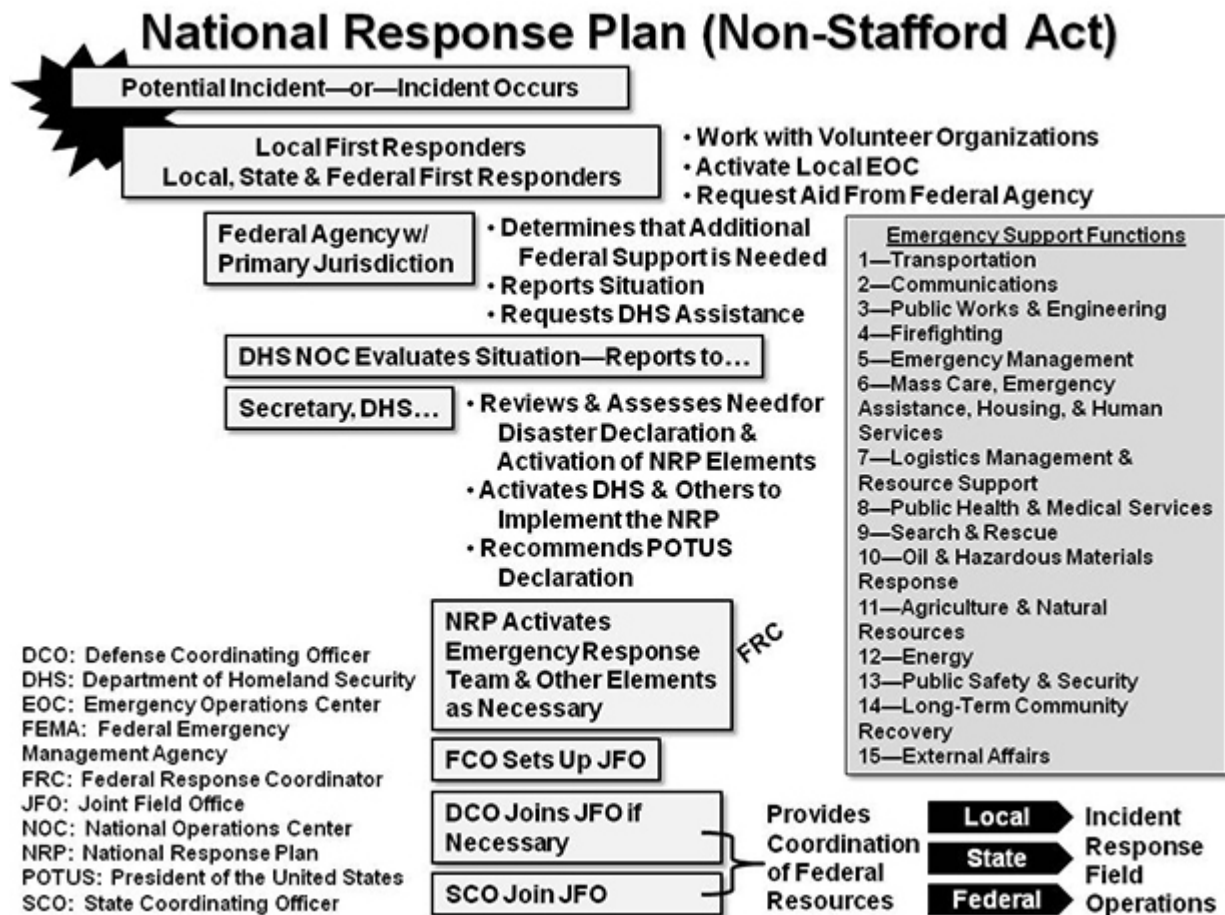 National Response Plan (Non-Stafford Act)
Potential Incident—or—Incident Occurs
Local First Responders
Local, State & Federal First Responders
• Work with Volunteer Organizations
• Activate Local EOC
• Request Aid From Federal Agency
Federal Agency w/
Primary Jurisdiction
• Determines that Additional
Federal Support is Needed
• Reports Situation
• Requests DHS Assistance
DHS NOC Evaluates Situation—Reports to...
Secretary, DHS...
• Reviews & Assesses Need for
Disaster Declaration &
Activation of NRP Elements
• Activates DHS & Others to
Implement the NRP
• Recommends POTUS
Declaration
Emergency Support Functions
1—Transportation
2—Communications
3—Public Works & Engineering
4—Firefighting
5—Emergency Management
6—Mass Care, Emergency
Assistance, Housing, & Human
Services
7—Logistics Management &
Resource Support
8—Public Health & Medical Services
9—Search & Rescue
10—Oil & Hazardous Materials
Response
11—Agriculture & Natural
Resources
12—Energy
13—Public Safety & Security
14—Long-Term Community
Recovery
15—External Affairs
NRP Activates
Emergency Response
Team & Other Elements
as Necessary
FRC
FCO Sets Up JFO
DCO Joins JFO if
Necessary
SCO Join JFO
Provides
Coordination
of Federal
Resources
Local
State
Federal
Incident
Response
Field
Operations
DCO: Defense Coordinating Officer
DHS: Department of Homeland Security
EOC: Emergency Operations Center
FEMA: Federal Emergency
Management Agency
FRC: Federal Response Coordinator
JFO: Joint Field Office
NOC: National Operations Center
NRP: National Response Plan
POTUS: President of the United States
SCO: State Coordinating Officer